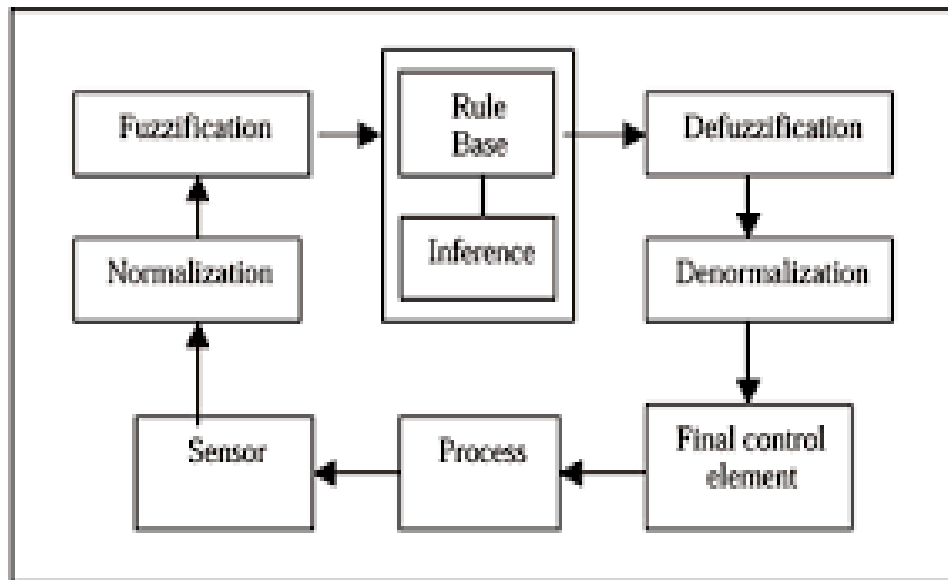 Fuzzification
Rule
Base
Defuzzification
Normalization
Inference
Denormalization
Sensor
Process
Final control
element